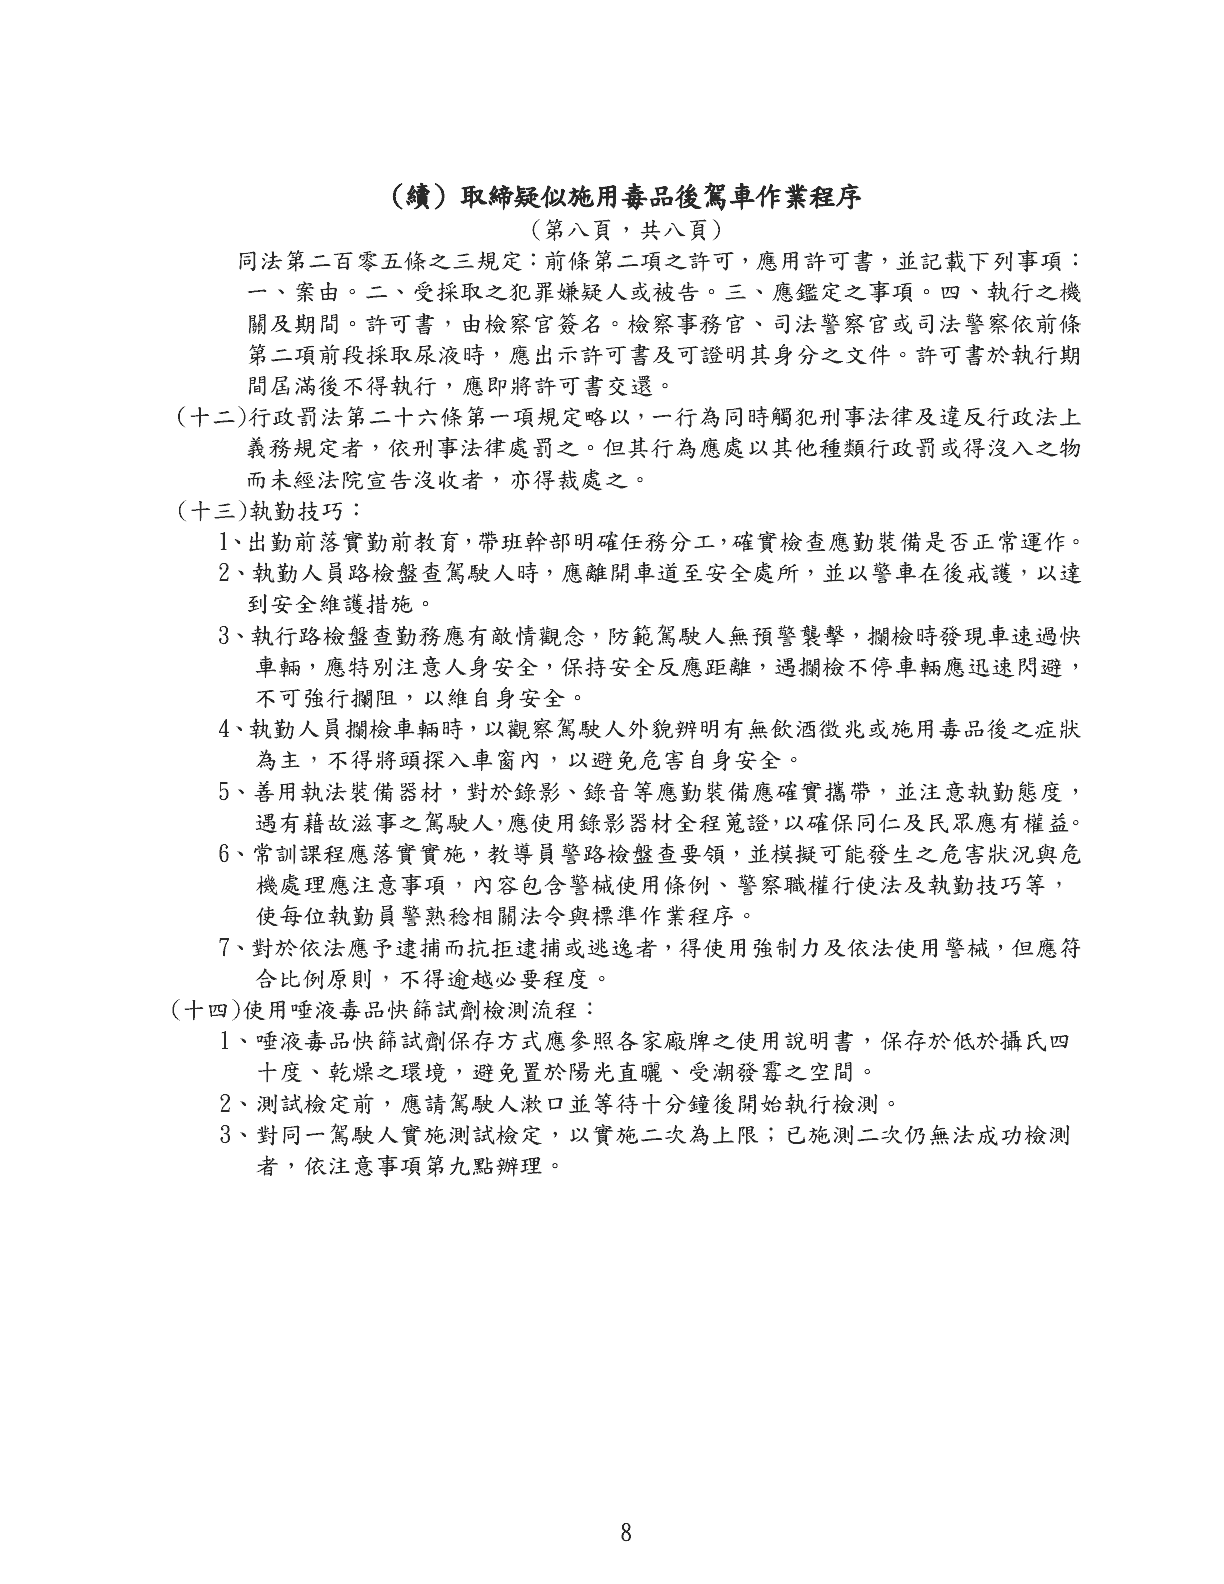 （續）取締疑似施用毒品後駕車作業程序
（第八頁，共八頁）
同法第二百零五條之三規定：前條第二項之許可，應用許可書，並記載下列事項：
一、案由。二、受採取之犯罪嫌疑人或被告。三、應鑑定之事項。四、執行之機
關及期間。許可書，由檢察官簽名。檢察事務官、司法警察官或司法警察依前條
第二項前段採取尿液時，應出示許可書及可證明其身分之文件。許可書於執行期
間屆滿後不得執行，應即將許可書交還。
(十二)行政罰法第二十六條第一項規定略以，一行為同時觸犯刑事法律及違反行政法上
義務規定者，依刑事法律處罰之。但其行為應處以其他種類行政罰或得沒入之物
而未經法院宣告沒收者，亦得裁處之。
(十三)執勤技巧：
1、出勤前落實勤前教育，帶班幹部明確任務分工，確實檢查應勤裝備是否正常運作。
2、執勤人員路檢盤查駕駛人時，應離開車道至安全處所，並以警車在後戒護，以達
到安全維護措施。
3、執行路檢盤查勤務應有敵情觀念，防範駕駛人無預警襲擊，攔檢時發現車速過快
車輛，應特別注意人身安全，保持安全反應距離，遇攔檢不停車輛應迅速閃避，
不可強行攔阻，以維自身安全。
4、執勤人員攔檢車輛時，以觀察駕駛人外貌辨明有無飲酒徵兆或施用毒品後之症狀
為主，不得將頭探入車窗內，以避免危害自身安全。
5、善用執法裝備器材，對於錄影、錄音等應勤裝備應確實攜帶，並注意執勤態度，
遇有藉故滋事之駕駛人，應使用錄影器材全程蒐證，以確保同仁及民眾應有權益。
6、常訓課程應落實實施，教導員警路檢盤查要領，並模擬可能發生之危害狀況與危
機處理應注意事項，內容包含警械使用條例、警察職權行使法及執勤技巧等，
使每位執勤員警熟稔相關法令與標準作業程序。
7、對於依法應予逮捕而抗拒逮捕或逃逸者，得使用強制力及依法使用警械，但應符
合比例原則，不得逾越必要程度。
(十四)使用唾液毒品快篩試劑檢測流程：
1、唾液毒品快篩試劑保存方式應參照各家廠牌之使用說明書，保存於低於攝氏四
十度、乾燥之環境，避免置於陽光直曬、受潮發霉之空間。
2、測試檢定前，應請駕駛人漱口並等待十分鐘後開始執行檢測。
3、對同一駕駛人實施測試檢定，以實施二次為上限；已施測二次仍無法成功檢測
者，依注意事項第九點辦理。
8